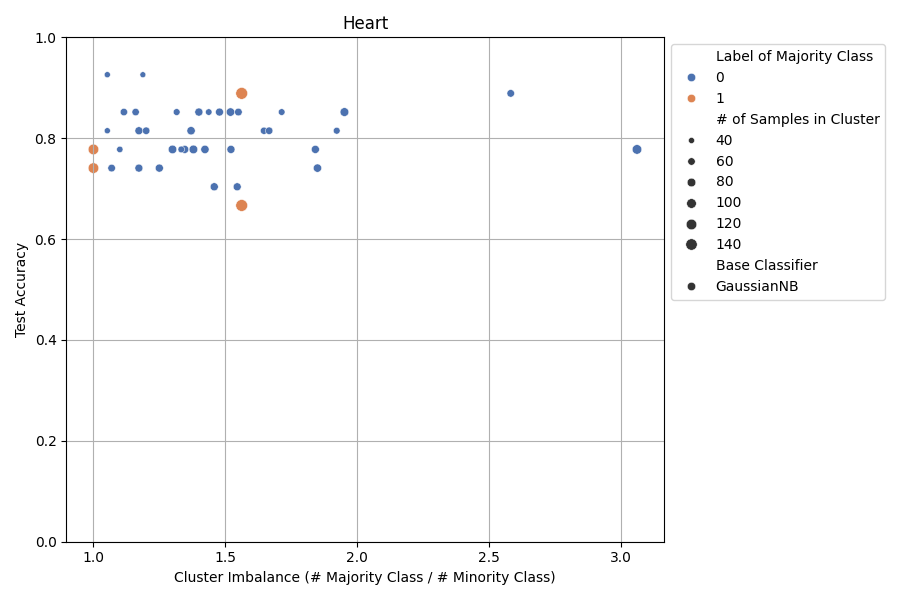 Heart
1.0
0.8
0.6
0.4
0.2
0.0
Test Accuracy
1.0
1.5
2.0
2.5
3.0
Cluster Imbalance (# Majority Class / # Minority Class)
Label of Majority Class
0
1
# of Samples in Cluster
40
60
80
100
120
140
Base Classifier
GaussianNB